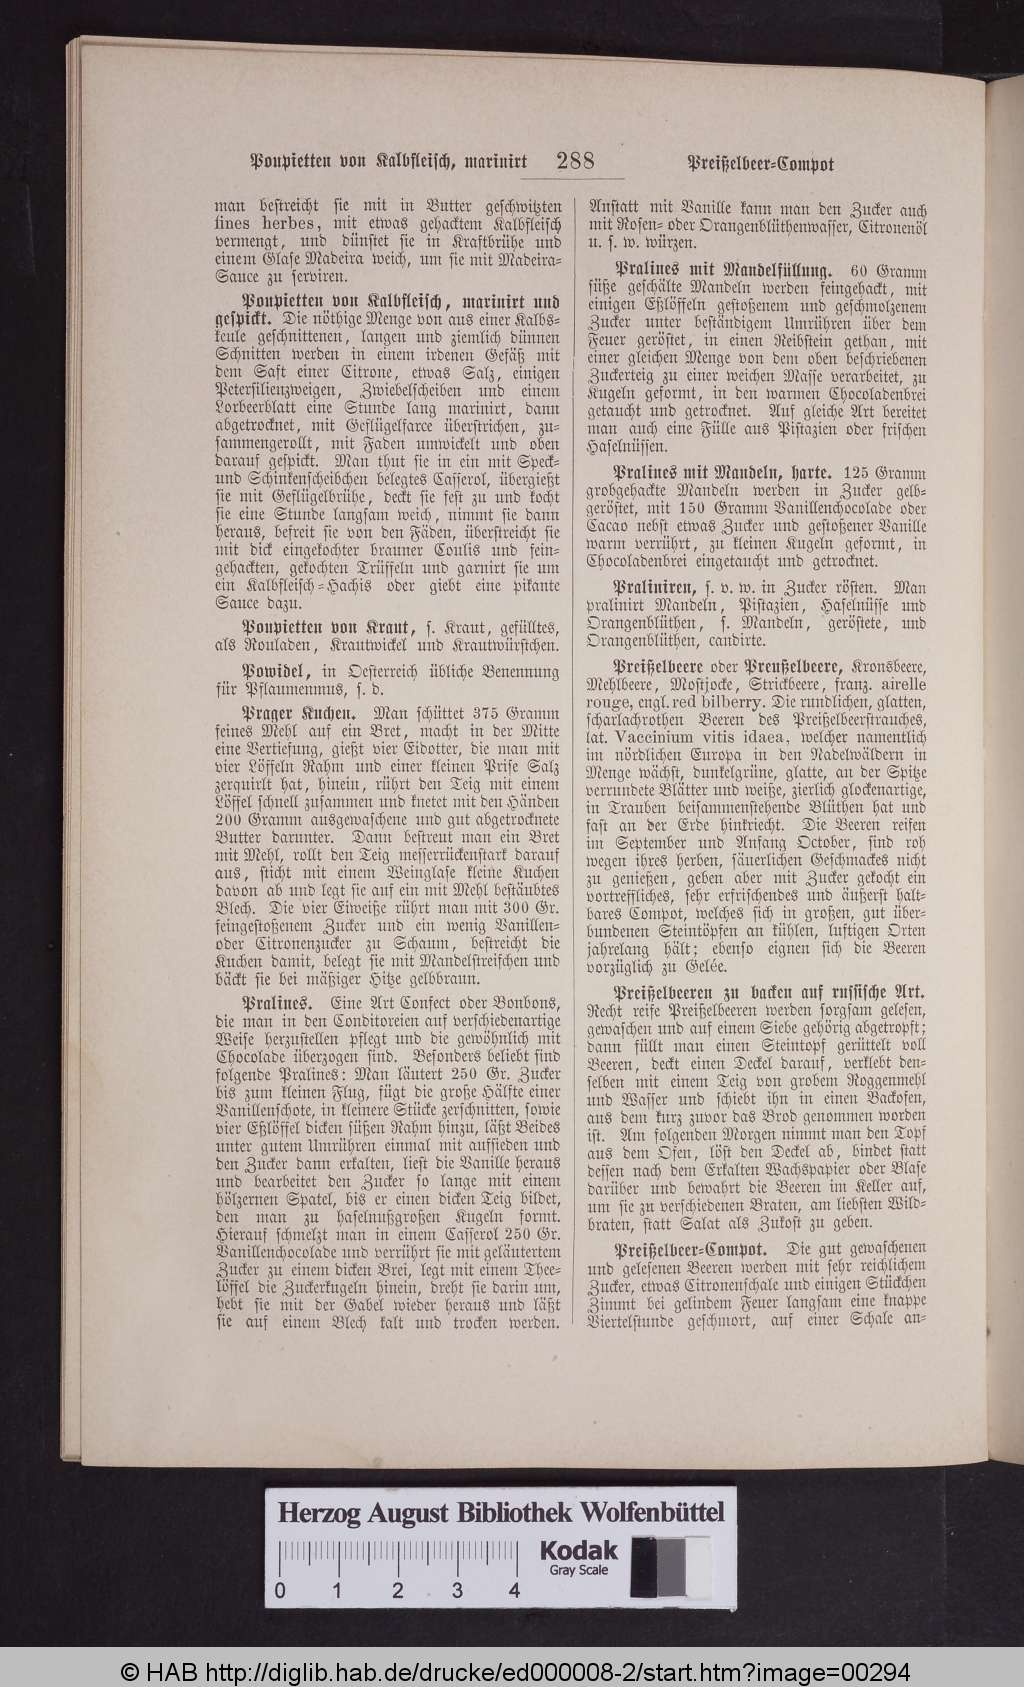 Poupietten von Kalbfleisch, marinirt 288 Preißelbeer-Compot
man bestreicht sie mit in Butter geschwitzten
fines herbes, mit etwas gehacktem Kalbfleisch
vermengt, und dünstet sie in Kraftbrühe und
einem Glase Madeira weich, um sie mit Madeira-
Sauce zu serviren.
Poupietten von Kalbfleisch, marinirt und
gespickt. Die nöthige Menge von aus einer Kalbs-
keule geschnittenen, langen und ziemlich dünnen
Schnitten werden in einem irdenen Gefäß mit
dem Saft einer Citrone, etwas Salz, einigen
Petersilienzweigen, Zwiebelscheiben und einem
Lorbeerblatt eine Stunde lang marinirt, dann
abgetrocknet, mit Geflügelfarce überstrichen, zu-
sammengerollt, mit Faden umwickelt und oben
darauf gespickt. Man thut sie in ein mit Speck-
und Schinkenscheibchen belegtes Casserol, übergießt
sie mit Geflügelbrühe, deckt sie fest zu und kocht
sie eine Stunde langsam weich, nimmt sie dann
heraus, befreit sie von den Fäden, überstreicht sie
mit dick eingekochter brauner Coulis und fein-
gehackten, gekochten Trüffeln und garnirt sie um
ein Kalbfleisch-Hachis oder giebt eine pikante
Sauce dazu.
Poupietten von Kraut, s. Kraut, gefülltes,
als Rouladen, Krautwickel und Krautwürstchen.
Powidel, in Oesterreich übliche Benennung
für Pflaumenmus, s. d.
Prager Kuchen. Man schüttet 375 Gramm
feines Mehl auf ein Bret, macht in der Mitte
eine Vertiefung, gießt vier Eidotter, die man mit
vier Löffeln Rahm und einer kleinen Prise Salz
zerquirlt hat, hinein, rührt den Teig mit einem
Löffel schnell zusammen und knetet mit den Händen
200 Gramm ausgewaschene und gut abgetrocknete
Butter darunter. Dann bestreut man ein Bret
mit Mehl, rollt den Teig messerrückenstark darauf
aus, sticht mit einem Weinglase kleine Kuchen
davon ab und legt sie auf ein mit Mehl bestäubtes
Blech. Die vier Eiweiße rührt man mit 300 Gr.
feingestoßenem Zucker und ein wenig Vanillen-
oder Citronenzucker zu Schaum, bestreicht die
Kuchen damit, belegt sie mit Mandelstreifchen und
bäckt sie bei mäßiger Hitze gelbbraun.
Pralines. Eine Art Confect oder Bonbons,
die man in den Conditoreien auf verschiedenartige
Weise herzustellen pflegt und die gewöhnlich mit
Chocolade überzogen sind. Besonders beliebt sind
folgende Pralines: Man läutert 250 Gr. Zucker
bis zum kleinen Flug, fügt die große Hälfte einer
Vanillenschote, in kleinere Stücke zerschnitten, sowie
vier Eßlöffel dicken süßen Rahm hinzu, läßt Beides
unter gutem Umrühren einmal mit aufsieden und
den Zucker dann erkalten, liest die Vanille heraus
und bearbeitet den Zucker so lange mit einem
hölzernen Spatel, bis er einen dicken Teig bildet,
den man zu haselnußgroßen Kugeln formt.
Hierauf schmelzt man in einem Casserol 250 Gr.
Vanillenchocolade und verrührt sie mit geläutertem
Zucker zu einem dicken Brei, legt mit einem Thee-
löffel die Zuckerkugeln hinein, dreht sie darin um,
hebt sie mit der Gabel wieder heraus und läßt
sie auf einem Blech kalt und trocken werden.
Anstatt mit Vanille kann man den Zucker auch
mit Rosen- oder Orangenblüthenwasser, Citronenöl
u. s. w. würzen.
Pralines mit Mandelfüllung. 60 Gramm
süße geschälte Mandeln werden feingehackt, mit
einigen Eßlöffeln gestoßenem und geschmolzenem
Zucker unter beständigem Umrühren über dem
Feuer geröstet, in einen Reibstein gethan, mit
einer gleichen Menge von dem oben beschriebenen
Zuckerteig zu einer weichen Masse verarbeitet, zu
Kugeln geformt, in den warmen Chocoladenbrei
getaucht und getrocknet. Auf gleiche Art bereitet
man auch eine Fülle aus Pistazien oder frischen
Haselnüssen.
Pralines mit Mandeln, harte. 125 Gramm
grobgehackte Mandeln werden in Zucker gelb-
geröstet, mit 150 Gramm Vanillenchocolade oder
Cacao nebst etwas Zucker und gestoßener Vanille
warm verrührt, zu kleinen Kugeln geformt, in
Chocoladenbrei eingetaucht und getrocknet.
Praliniren, s. v. w. in Zucker rösten. Man
pralinirt Mandeln, Pistazien, Haselnüsse und
Orangenblüthen, s. Mandeln, geröstete, und
Orangenblüthen, candirte.
Preißelbeere oder Preußelbeere, Kronsbeere,
Mehlbeere, Mostjocke, Strickbeere, franz. airelle
rouge, engl. red bilberry. Die rundlichen, glatten,
scharlachrothen Beeren des Preißelbeerstrauches,
lat. Vaccinium vitis idaea, welcher namentlich
im nördlichen Europa in den Nadelwäldern in
Menge wächst, dunkelgrüne, glatte, an der Spitze
verrundete Blätter und weiße, zierlich glockenartige,
in Trauben beisammenstehende Blüthen hat und
fast an der Erde hinkriecht. Die Beeren reifen
im September und Anfang October, sind roh
wegen ihres herben, säuerlichen Geschmackes nicht
zu genießen, geben aber mit Zucker gekocht ein
vortreffliches, sehr erfrischendes und äußerst halt-
bares Compot, welches sich in großen, gut über-
bundenen Steintöpfen an kühlen, luftigen Orten
jahrelang hält; ebenso eignen sich die Beeren
vorzüglich zu Gelée.
Preißelbeeren zu backen auf russische Art.
Recht reife Preißelbeeren werden sorgsam gelesen,
gewaschen und auf einem Siebe gehörig abgetropft;
dann füllt man einen Steintopf gerüttelt voll
Beeren, deckt einen Deckel darauf, verklebt den-
selben mit einem Teig von grobem Roggenmehl
und Wasser und schiebt ihn in einen Backofen,
aus dem kurz zuvor das Brod genommen worden
ist. Am folgenden Morgen nimmt man den Topf
aus dem Ofen, löst den Deckel ab, bindet statt
dessen nach dem Erkalten Wachspapier oder Blase
darüber und bewahrt die Beeren im Keller auf,
um sie zu verschiedenen Braten, am liebsten Wild-
braten, statt Salat als Zukost zu geben.
Preißelbeer-Compot. Die gut gewaschenen
und gelesenen Beeren werden mit sehr reichlichem
Zucker, etwas Citronenschale und einigen Stückchen
Zimmt bei gelindem Feuer langsam eine knappe
Viertelstunde geschmort, auf einer Schale an-
Herzog August Bibliothek Wolfenbüttel
Kodak
Gray Scale
0 1 2 3 4
© HAB http://diglib.hab.de/drucke/ed000008-2/start.htm?image=00294